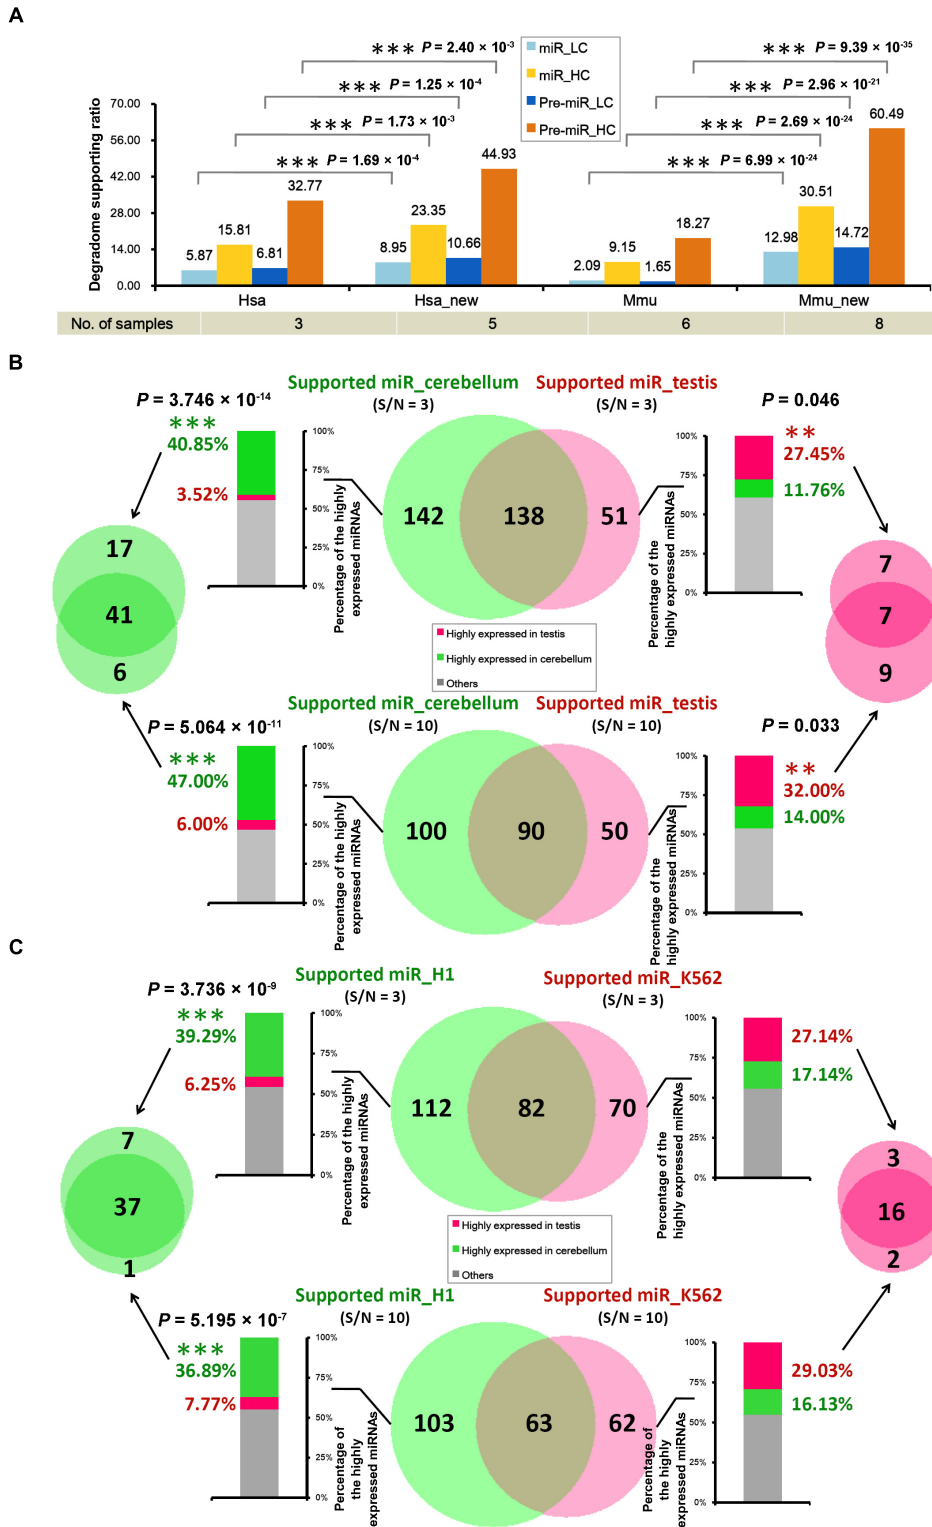 A
*** P = 2.40 × 10-3
*** P = 9.39 × 10-35
*** P = 1.25 × 10-4
*** P = 2.96 × 10-21
*** P = 1.73 × 10-3
*** P = 2.69 × 10-24
*** P = 1.69 × 10-4
*** P = 6.99 × 10-24
miR_LC
miR_HC
Pre-miR_LC
Pre-miR_HC
Degradome supporting ratio
70.00
56.00
42.00
28.00
14.00
0.00
5.87 15.81 6.81 32.77
8.95 23.35 10.66 44.93
2.09 9.15 1.65 18.27
12.98 30.51 14.72 60.49
Hsa Hsa_new Mmu Mmu_new
No. of samples 3 5 6 8
B
Supported miR_cerebellum
(S/N = 3)
Supported miR_testis
(S/N = 3)
P = 3.746 × 10-14
***
40.85%
3.52%
100%
75%
50%
25%
0%
Percentage of the highly
expressed miRNAs
142 138 51
P = 0.046
**
27.45%
11.76%
100%
75%
50%
25%
0%
Percentage of the
highly expressed miRNAs
17
41
6
7
7
9
Highly expressed in testis
Highly expressed in cerebellum
Others
Supported miR_cerebellum
(S/N = 10)
Supported miR_testis
(S/N = 10)
P = 5.064 × 10-11
***
47.00%
6.00%
100%
75%
50%
25%
0%
Percentage of the highly
expressed miRNAs
100 90 50
P = 0.033
**
32.00%
14.00%
100%
75%
50%
25%
0%
Percentage of the
highly expressed miRNAs
C
Supported miR_H1
(S/N = 3)
Supported miR_K562
(S/N = 3)
P = 3.736 × 10-9
***
39.29%
6.25%
100%
75%
50%
25%
0%
Percentage of the highly
expressed miRNAs
112 82 70
27.14%
17.14%
100%
75%
50%
25%
0%
Percentage of the
highly expressed miRNAs
7
37
1
3
16
2
Highly expressed in testis
Highly expressed in cerebellum
Others
Supported miR_H1
(S/N = 10)
Supported miR_K562
(S/N = 10)
P = 5.195 × 10-7
***
36.89%
7.77%
100%
75%
50%
25%
0%
Percentage of
the highly
expressed miRNAs
103 63 62
29.03%
16.13%
100%
75%
50%
25%
0%
Percentage of
the highly
expressed miRNAs